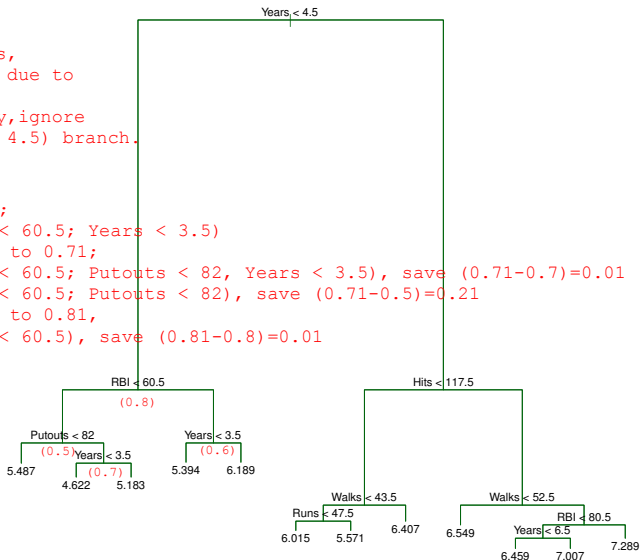 Years < 4.5
s,
due to
y,ignore
4.5) branch.
;
< 60.5; Years < 3.5)
to 0.71;
< 60.5; Putouts < 82, Years < 3.5), save (0.71-0.7)=0.01
< 60.5; Putouts < 82), save (0.71-0.5)=0.21
to 0.81,
< 60.5), save (0.81-0.8)=0.01
RBI < 60.5
Hits < 117.5
(0.8)
Putouts < 82
Years < 3.5
(0.5)
Years < 3.5
(0.6)
5.487
(0.7)
5.394
6.189
4.622
5.183
Walks < 43.5
Walks < 52.5
Runs < 47.5
6.407
6.549
RBI < 80.5
6.015
5.571
Years < 6.5
7.289
6.459
7.007